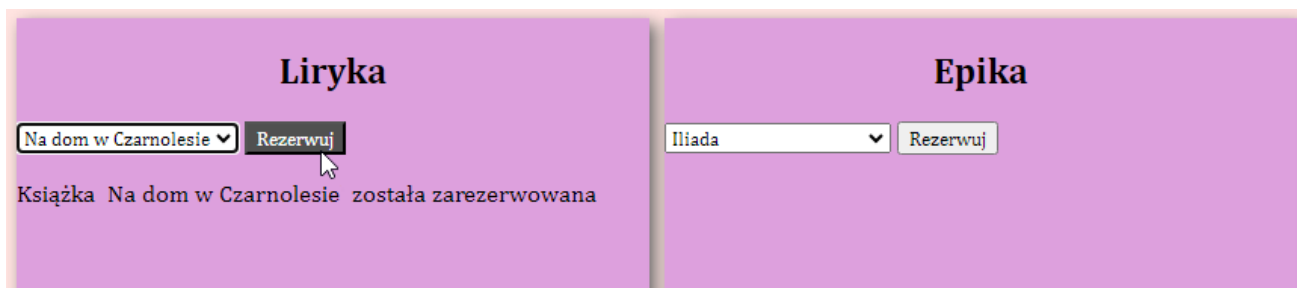 Liryka
Na dom w Czarnolesie Rezerwuj
Książka Na dom w Czarnolesie została zarezerwowana
Epika
Iliada Rezerwuj